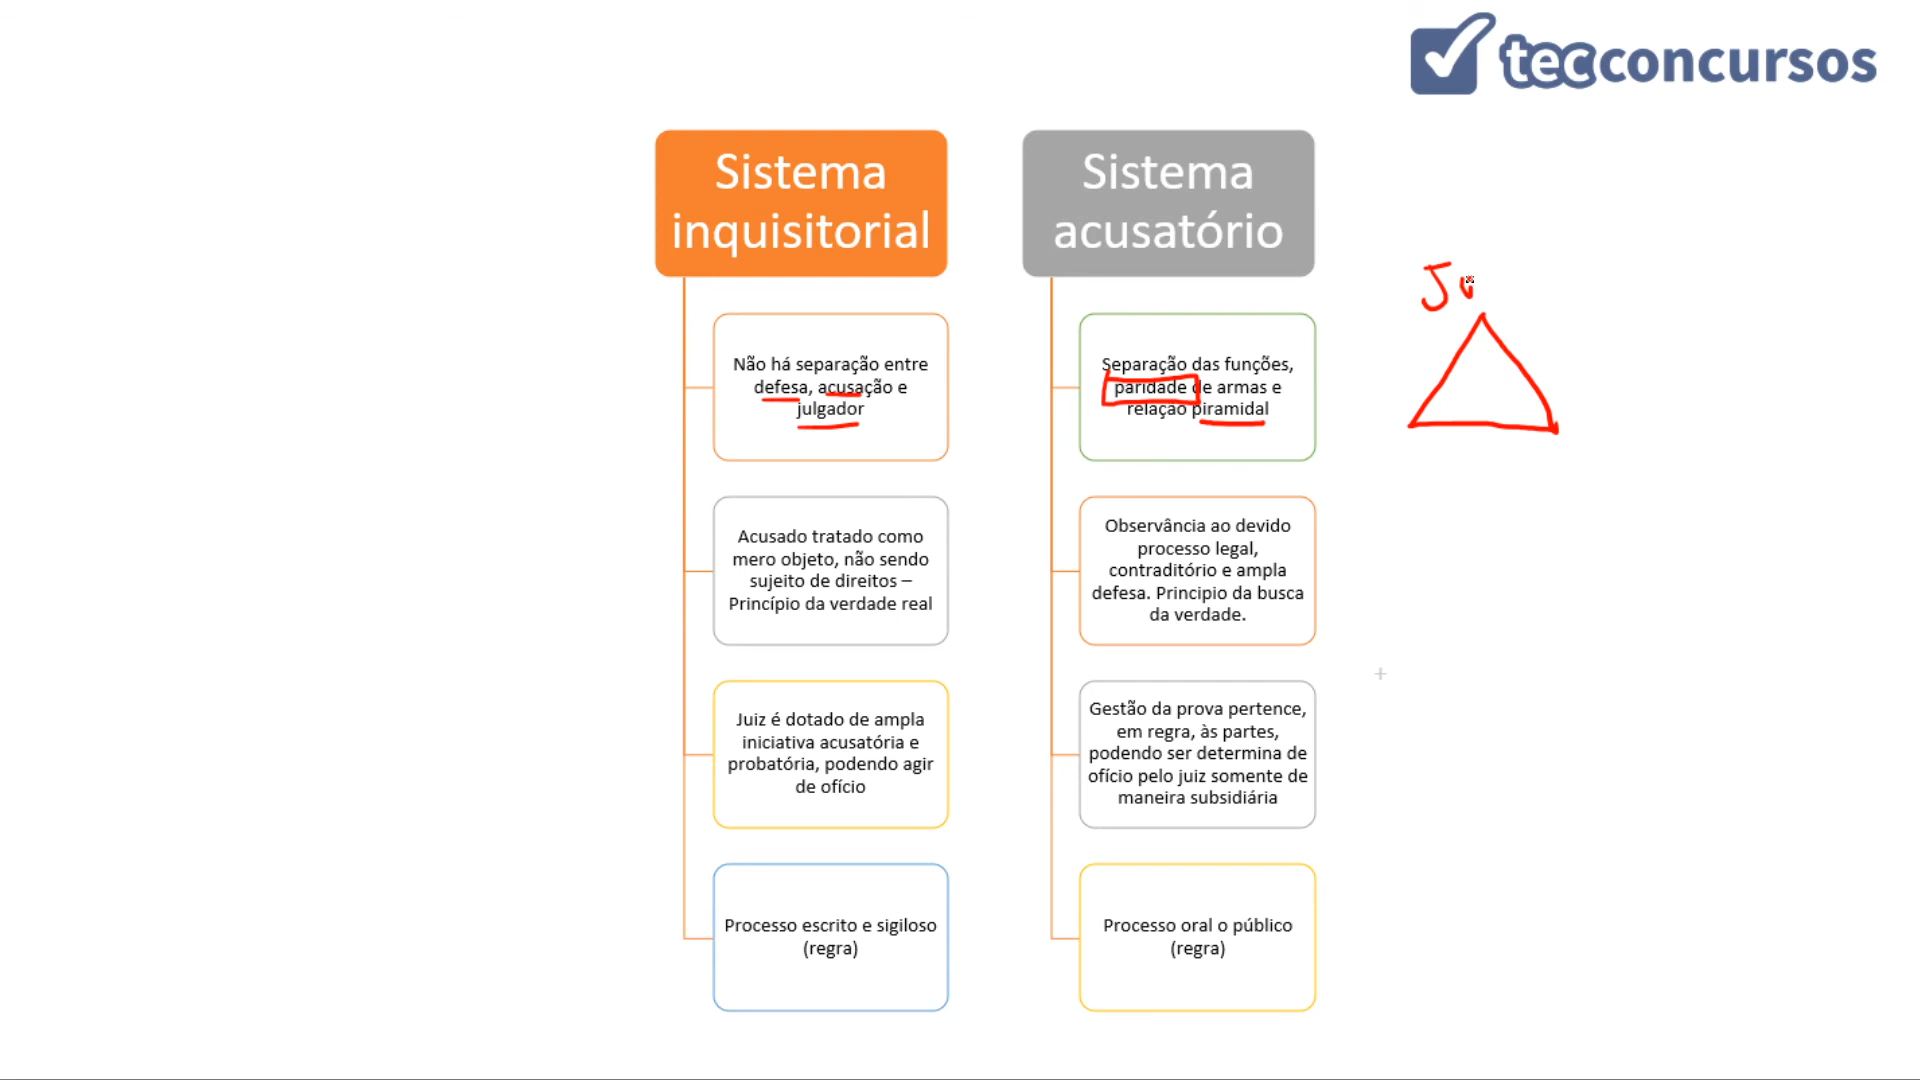 tecconcursos
Sistema
inquisitorial
Não há separação entre
defesa, acusação e
julgador
Acusado tratado como
mero objeto, não sendo
sujeito de direitos –
Princípio da verdade real
Juiz é dotado de ampla
iniciativa acusatória e
probatória, podendo agir
de ofício
Processo escrito e sigiloso
(regra)
Sistema
acusatório
Separação das funções,
paridade de armas e
relação piramidal
Observância ao devido
processo legal,
contraditório e ampla
defesa. Principio da busca
da verdade.
Gestão da prova pertence,
em regra, às partes,
podendo ser determina de
ofício pelo juiz somente de
maneira subsidiária
Processo oral o público
(regra)
Ju